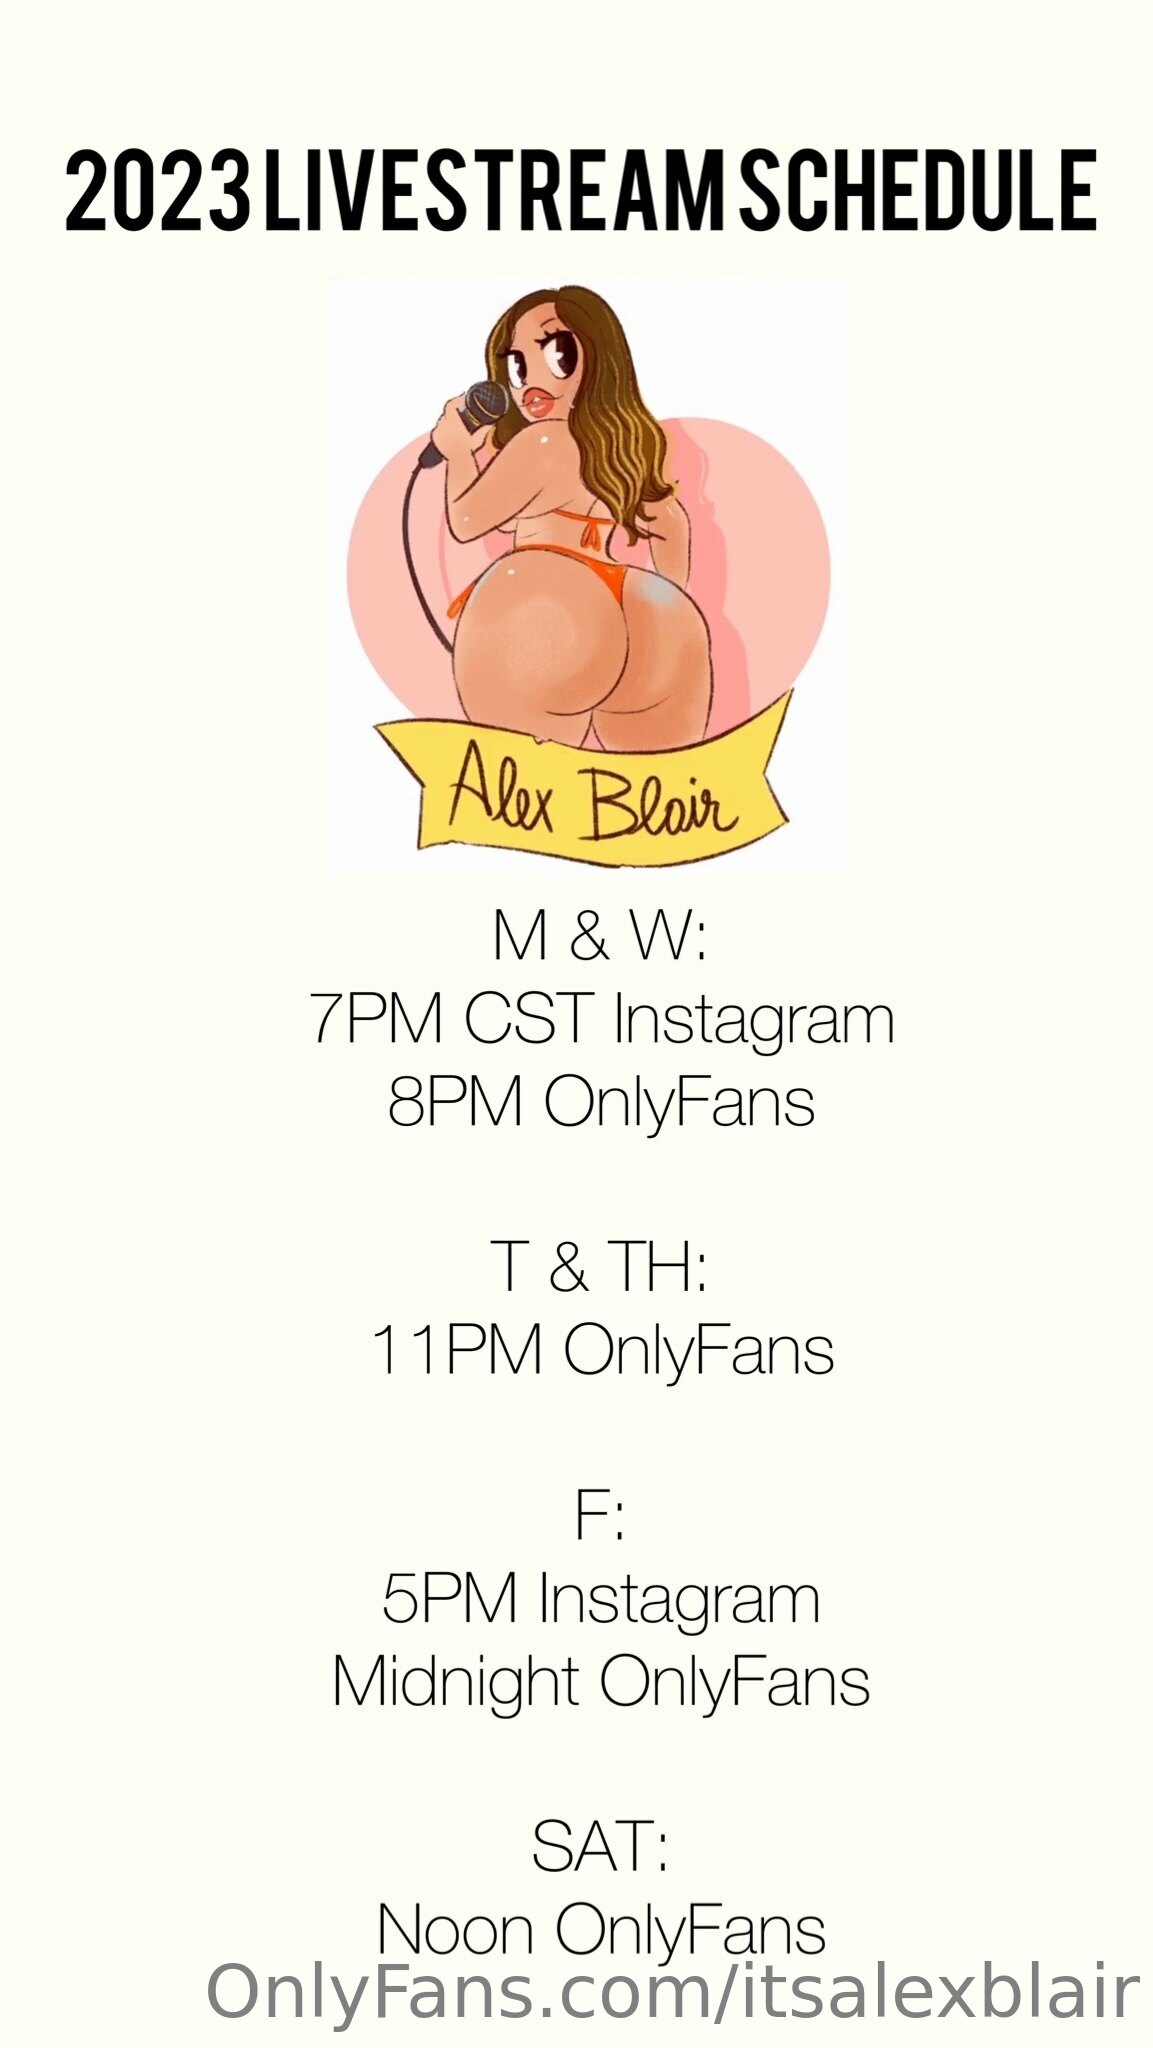 2023 LIVESTREAM SCHEDULE
Alex Blair
M & W:
7PM CST Instagram
8PM OnlyFans
T & TH:
11PM OnlyFans
F:
5PM Instagram
Midnight OnlyFans
SAT:
Noon OnlyFans
OnlyFans.com/itsalexblair